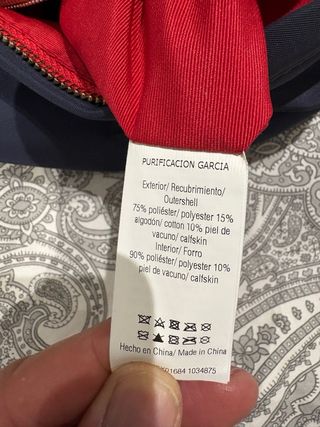 PURIFICACION GARCIA
Exterior/ Recubrimiento/
Outershell
75% poliéster/ polyester 15%
algodón/ cotton 10% piel de
vacuno/ calfskin
Interior/ Forro
90% poliéster/ polyester 10%
piel de vacuno/ calfskin
Hecho en China/ Made in China
1684 1034875